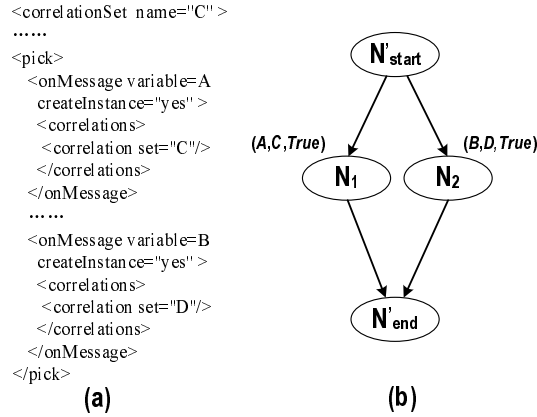 <correlationSet name="C" >
......
<pick>
<onMessage variable=A
createInstance="yes" >
<correlations>
<correlation set="C"/>
</correlations>
</onMessage>
......
<onMessage variable=B
createInstance="yes" >
<correlations>
<correlation set="D"/>
</correlations>
</onMessage>
</pick>
(a)
N'start
(A,C,True)
(B,D,True)
N1
N2
N'end
(b)